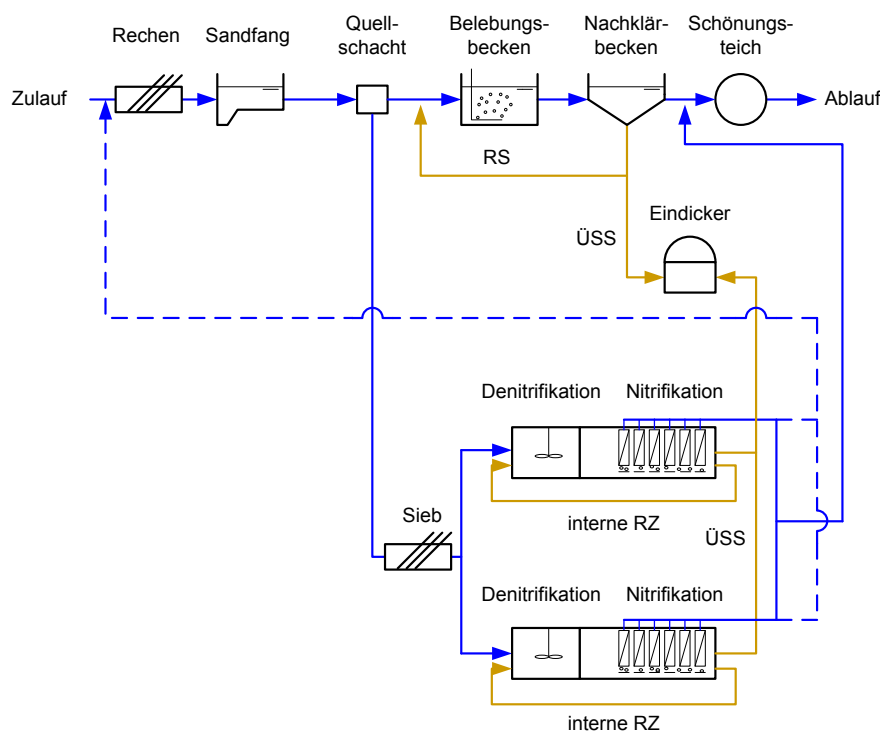 Rechen
Sandfang
Quell-
schacht
Belebungs-
becken
Nachklär-
becken
Schönungs-
teich
Zulauf
Ablauf
RS
Eindicker
ÜSS
Denitrifikation
Nitrifikation
interne RZ
Sieb
ÜSS
Denitrifikation
Nitrifikation
interne RZ